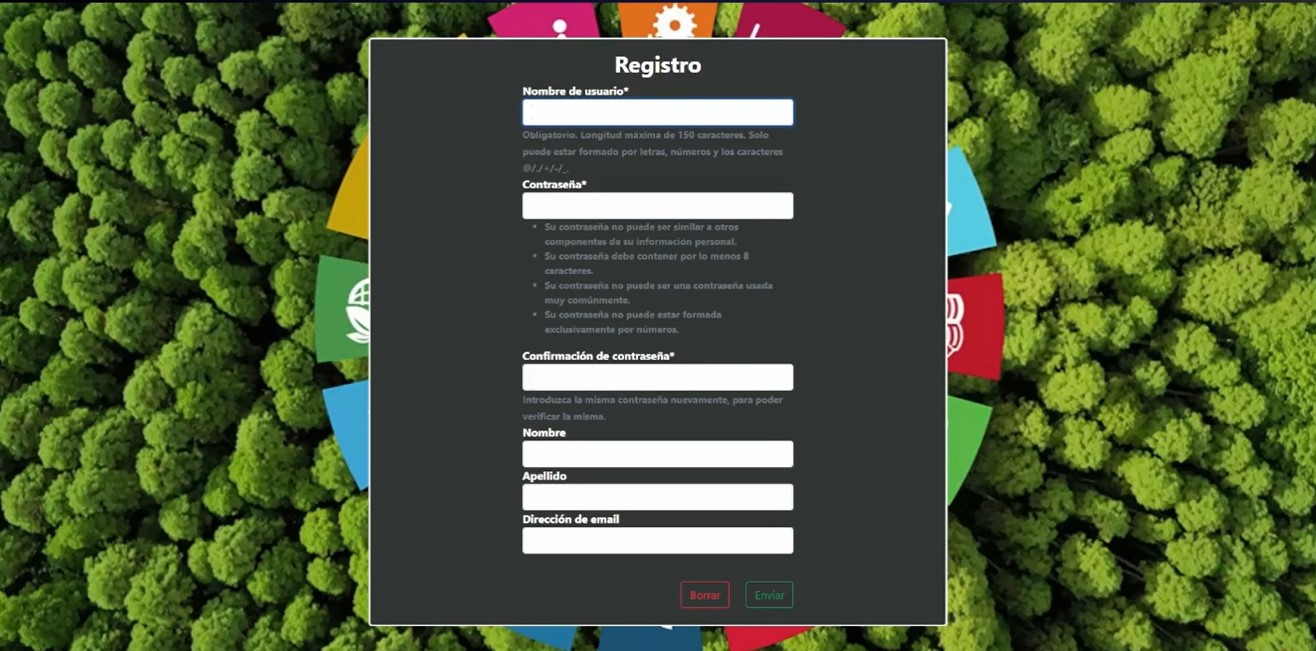 Registro
Nombre de usuario*
Obligatorio. Longitud máxima de 150 caracteres. Solo
puede estar formado por letras, números y los caracteres
@/./+/-/_.
Contraseña*
• Su contraseña no puede ser similar a otros
componentes de su información personal.
• Su contraseña debe contener por lo menos 8
caracteres.
• Su contraseña no puede ser una contraseña usada
muy comúnmente.
• Su contraseña no puede estar formada
exclusivamente por números.
Confirmación de contraseña*
Introduzca la misma contraseña nuevamente, para poder
verificar la misma.
Nombre
Apellido
Dirección de email
Borrar Enviar